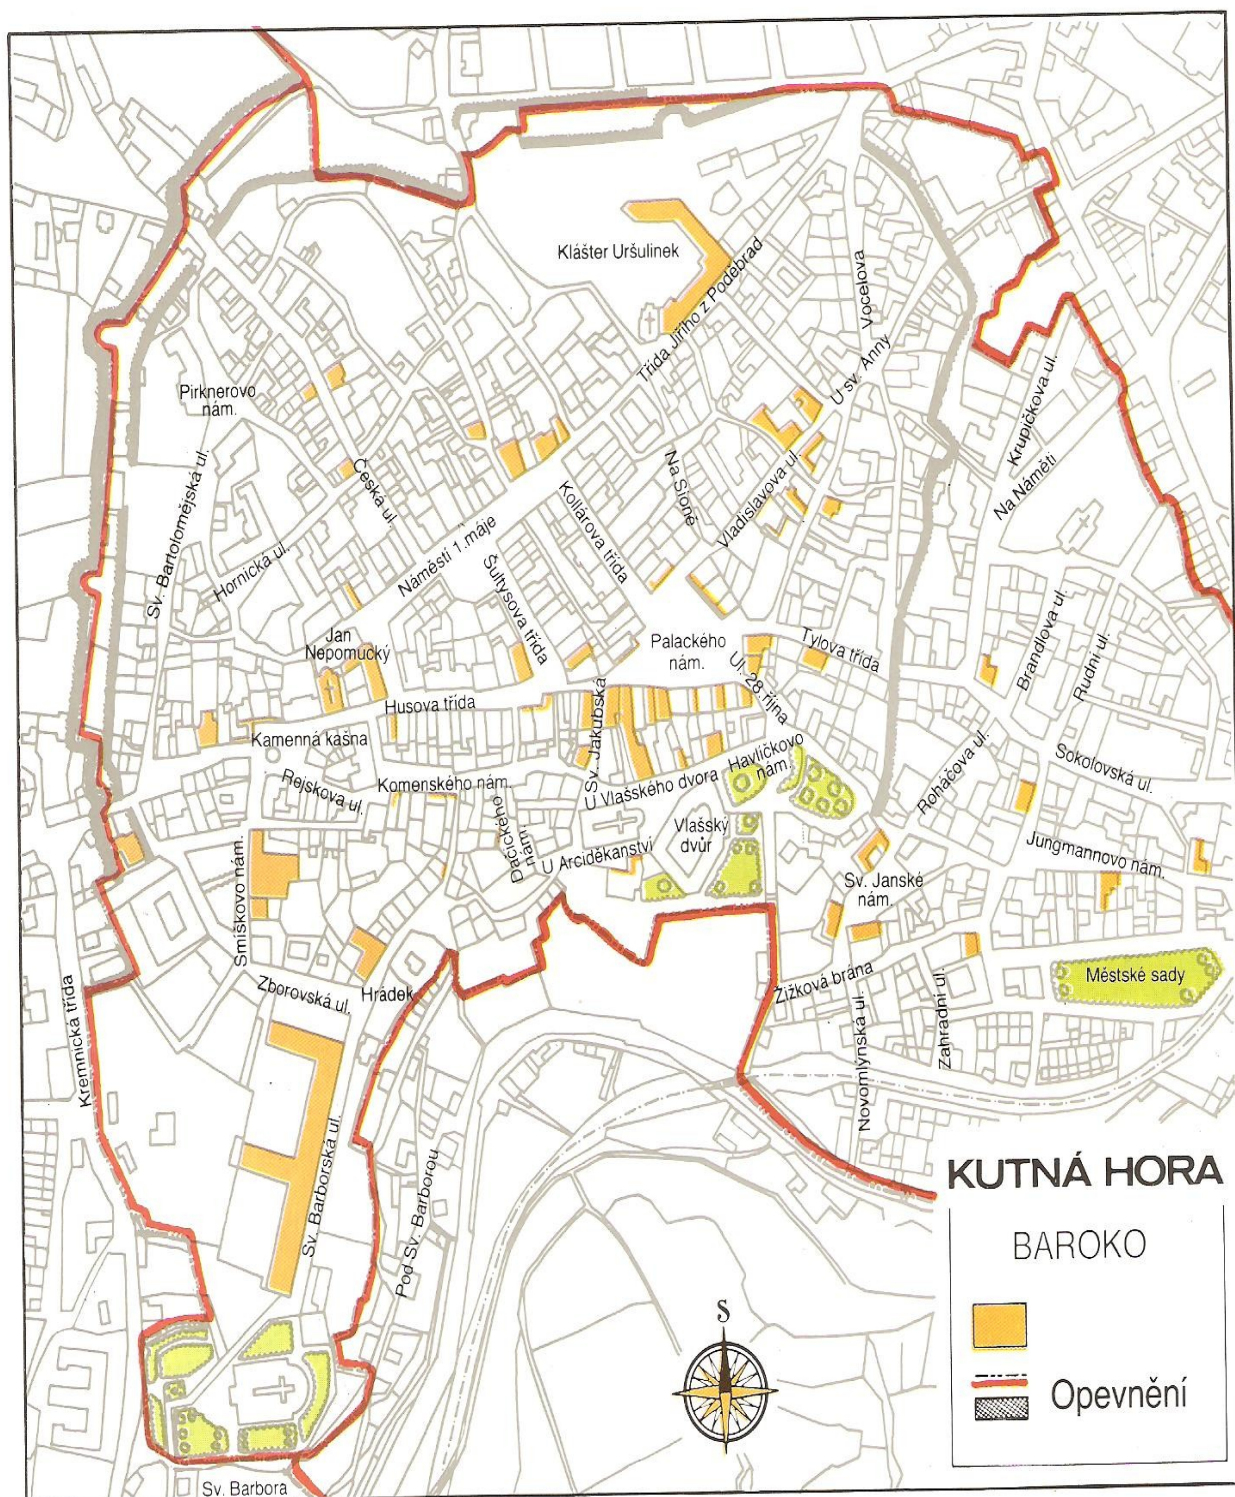 Klášter Uršulinek
Třída Jiřího z Poděbrad
Vocelova
U sv. Anny
Pirknerovo
nám.
Krupičkova ul.
Na Náměti
Česká ul.
Sv. Bartolomějská ul.
Hornická ul.
Náměstí 1.máje
Kollárova třída
Na Sioně
Vladislavova ul.
Šultysova třída
Jan
Nepomucký
Palackého
nám.
Tylova třída
Brandlova ul.
Rudní ul.
Ul. 28. října
Husova třída
Kamenná kašna
Sv. Jakubská
Rejskova ul.
Komenského nám.
U Vlašského dvora
Havlíčkovo
nám.
Roháčova ul.
Sokolovská ul.
Dačického
nám.
U Arciděkanství
Vlašský
dvůr
Jungmannovo nám.
Sv. Janské
nám.
Smíškovo nám.
Zborovská ul.
Hrádek
Kremnická třída
Žižková brána
Novomlýnská ul.
Zahradní ul.
Městské sady
Sv. Barborská ul.
Pod Sv. Barborou
Sv. Barbora
S
KUTNÁ HORA
BAROKO
Opevnění